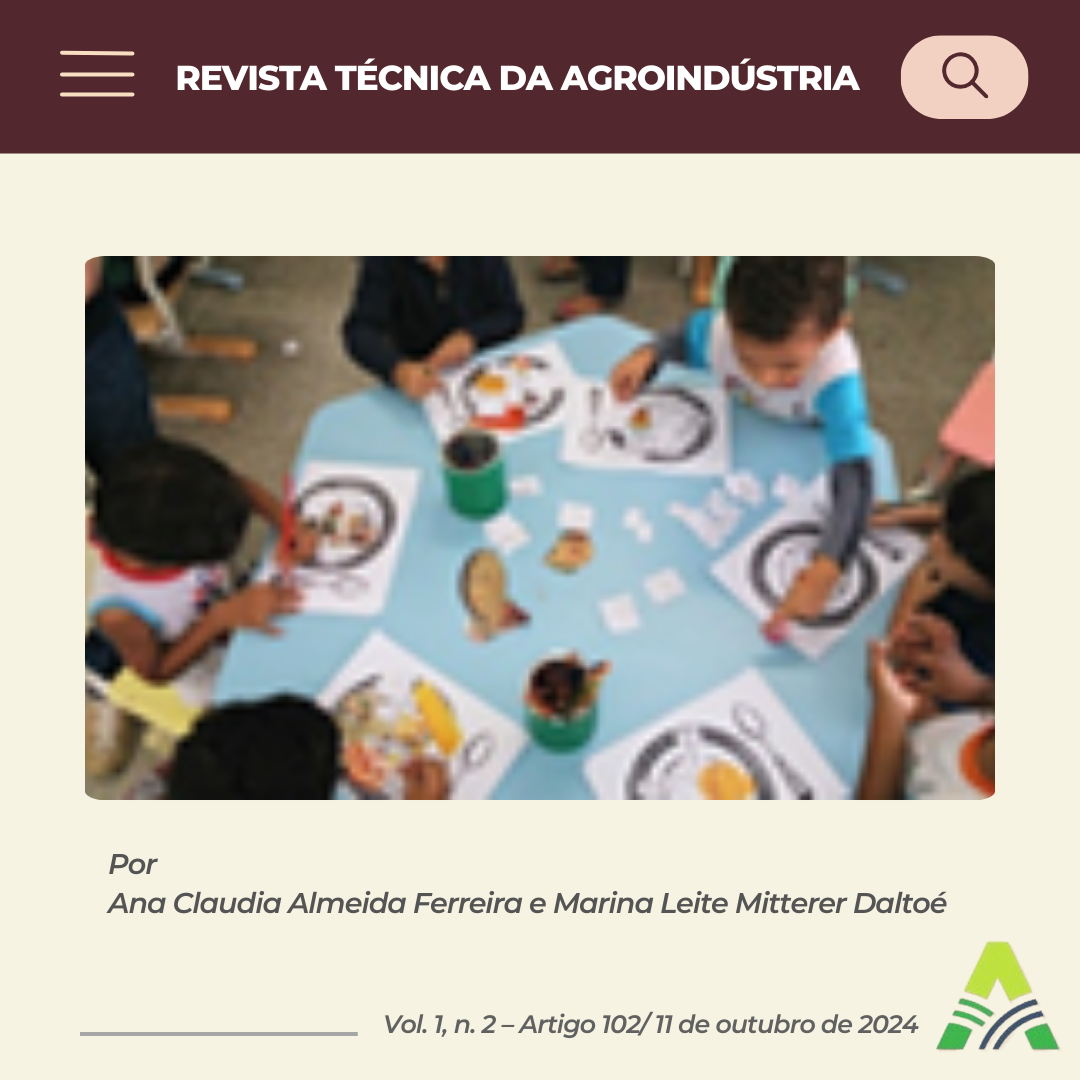 REVISTA TÉCNICA DA AGROINDÚSTRIA
Por
Ana Claudia Almeida Ferreira e Marina Leite Mitterer Daltoé
Vol. 1, n. 2 – Artigo 102/ 11 de outubro de 2024